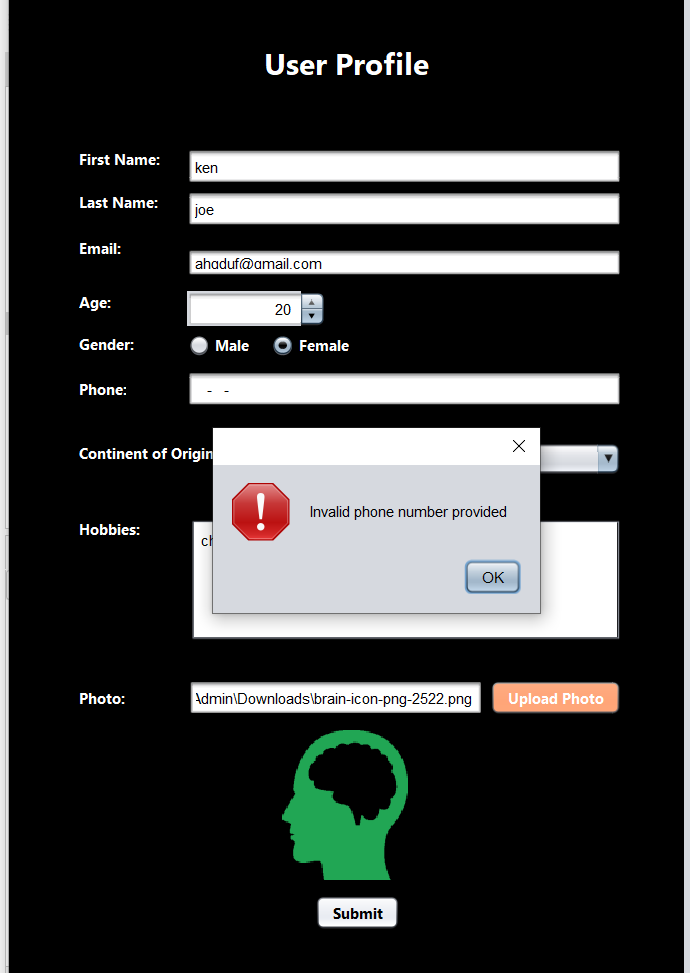 User Profile
First Name: ken
Last Name: joe
Email: ahgduf@gmail.com
Age: 20
Gender: Male Female
Phone: - -
Continent of Origin
Invalid phone number provided
OK
Hobbies: ch
Photo: \dmin\Downloads\brain-icon-png-2522.png Upload Photo
Submit